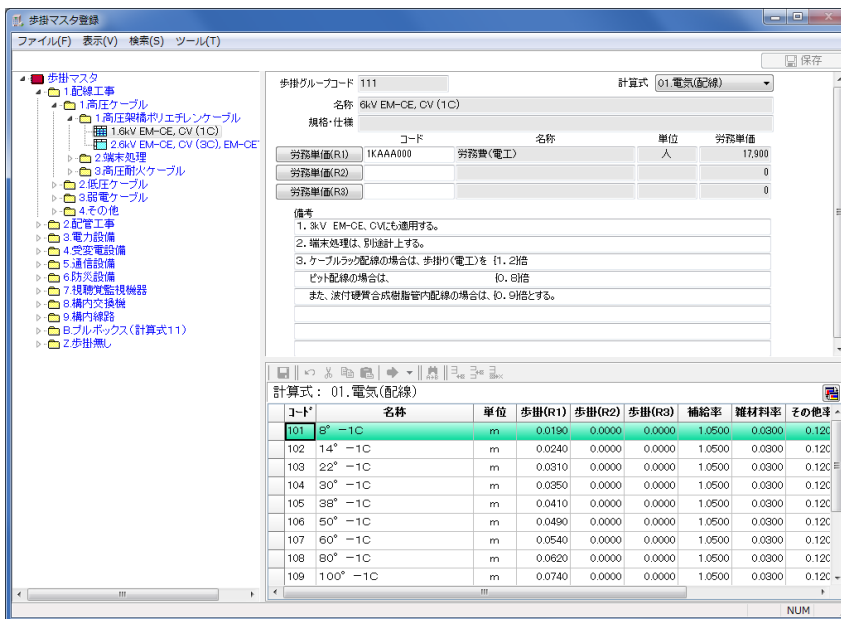 歩掛マスタ登録
ファイル(F) 表示(V) 検索(S) ツール(T)
保存
歩掛マスタ
1.配線工事
1.高圧ケーブル
1.高圧架橋ポリエチレンケーブル
1.6kV EM-CE, CV (1C)
2.6kV EM-CE, CV (3C), EM-CE
2.端末処理
3.高圧耐火ケーブル
2.低圧ケーブル
3.弱電ケーブル
4.その他
2.配管工事
3.電力設備
4.受変電設備
5.通信設備
6.防災設備
7.視聴覚監視機器
8.構内交換機
9.構内線路
B.プルボックス(計算式11)
Z.歩掛無し
歩掛グループコード 111 計算式 01.電気(配線)
名称 6kV EM-CE, CV (1C)
規格・仕様
コード 名称 単位 労務単価
労務単価(R1) 1KAAA000 労務費(電工) 人 17,900
労務単価(R2) 0
労務単価(R3) 0
備考
1. 3kV EM-CE、CVにも適用する。
2. 端末処理は、別途計上する。
3. ケーブルラック配線の場合は、歩掛り(電工)を {1. 2}倍
ピット配線の場合は、 {0. 8}倍
また、波付硬質合成樹脂管内配線の場合は、{0. 9}倍とする。
計算式： 01.電気(配線)
コード 名称 単位 歩掛(R1) 歩掛(R2) 歩掛(R3) 補給率 雑材料率 その他率
101 8° －1C m 0.0190 0.0000 0.0000 1.0500 0.0300 0.120
102 14° －1C m 0.0240 0.0000 0.0000 1.0500 0.0300 0.120
103 22° －1C m 0.0310 0.0000 0.0000 1.0500 0.0300 0.120
104 30° －1C m 0.0350 0.0000 0.0000 1.0500 0.0300 0.120
105 38° －1C m 0.0410 0.0000 0.0000 1.0500 0.0300 0.120
106 50° －1C m 0.0490 0.0000 0.0000 1.0500 0.0300 0.120
107 60° －1C m 0.0540 0.0000 0.0000 1.0500 0.0300 0.120
108 80° －1C m 0.0620 0.0000 0.0000 1.0500 0.0300 0.120
109 100° －1C m 0.0740 0.0000 0.0000 1.0500 0.0300 0.120
NUM